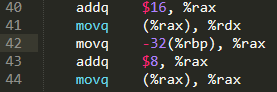 40 addq $16, %rax
41 movq (%rax), %rdx
42 movq -32(%rbp), %rax
43 addq $8, %rax
44 movq (%rax), %rax